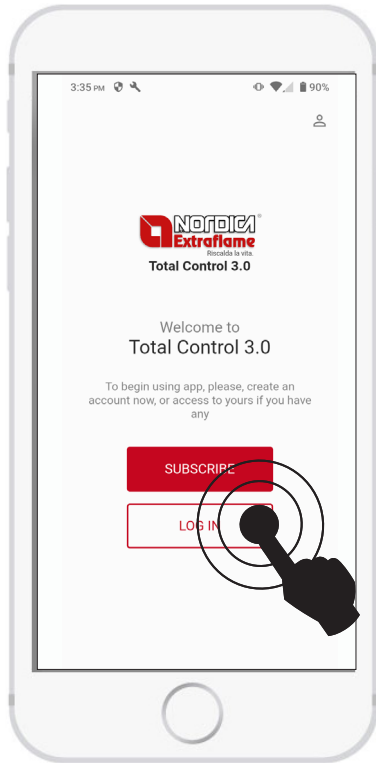 3:35 PM 90%
NORDICA®
Extraflame
Riscalda la vita.
Total Control 3.0
Welcome to
Total Control 3.0
To begin using app, please, create an
account now, or access to yours if you have
any
SUBSCRIBE
LOG IN